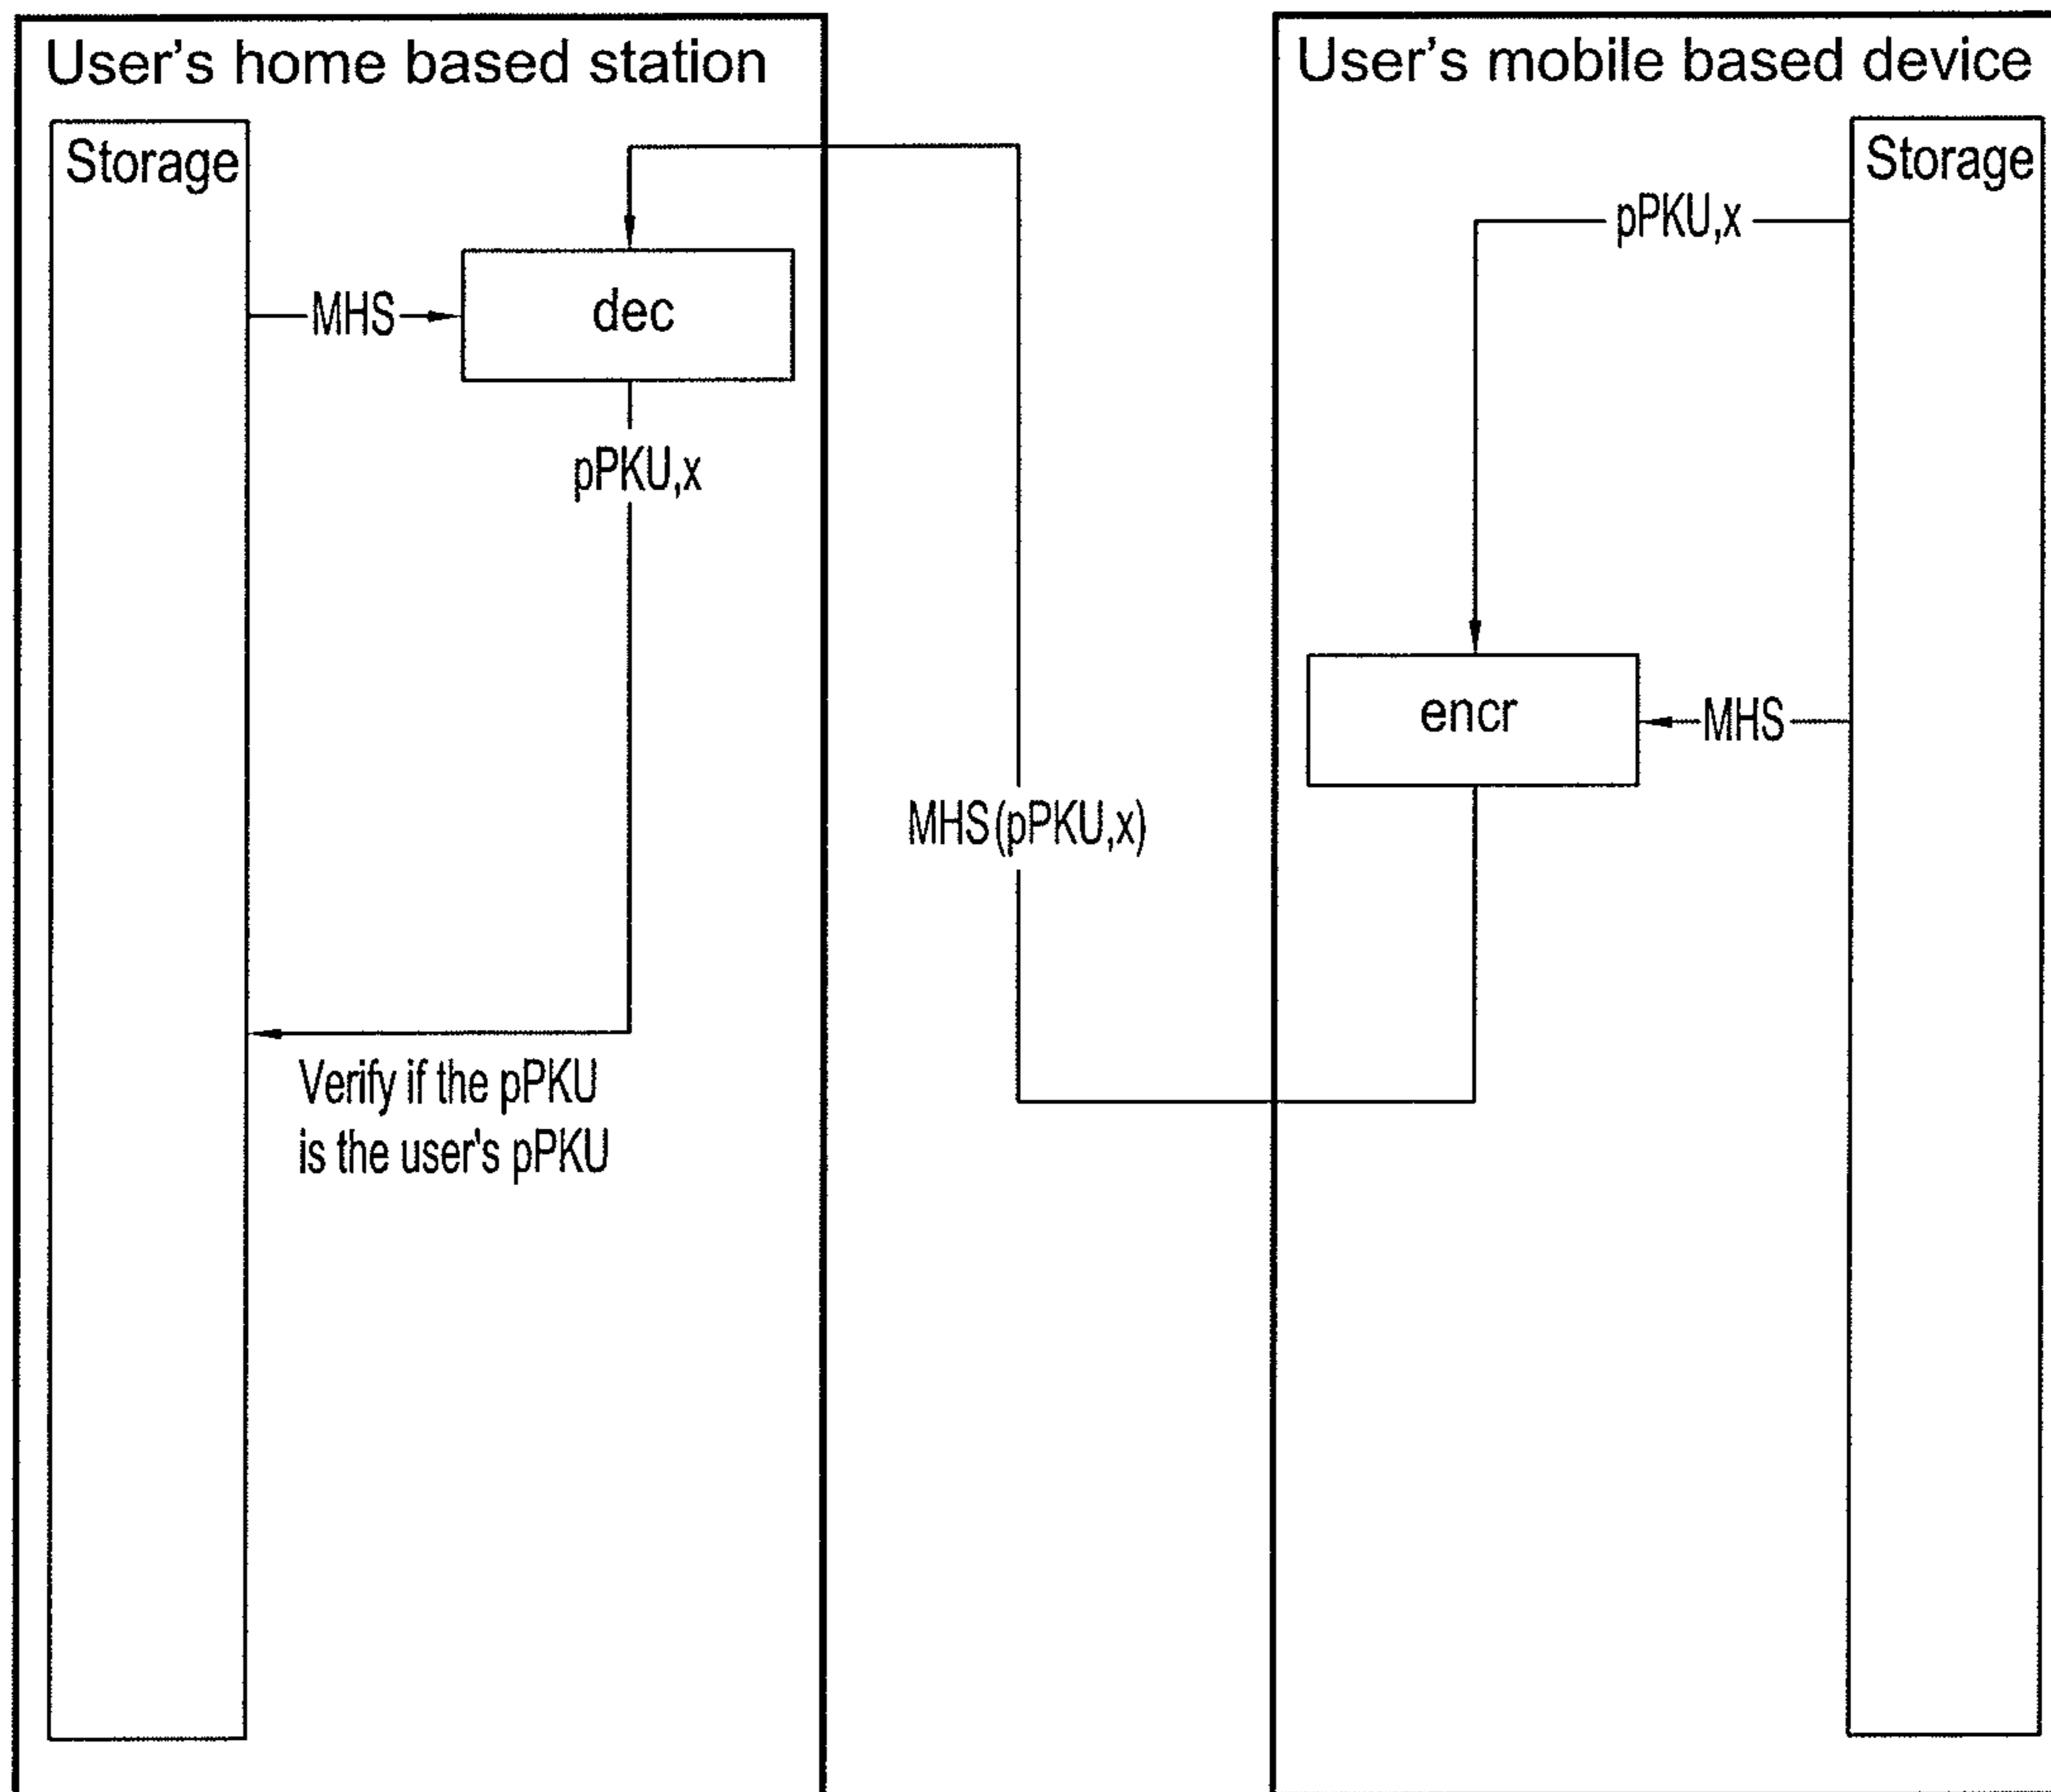 User's home based station
User's mobile based device
Storage
Storage
pPKU,x
MHS
dec
pPKU,x
encr
MHS
MHS(pPKU,x)
Verify if the pPKU
is the user's pPKU